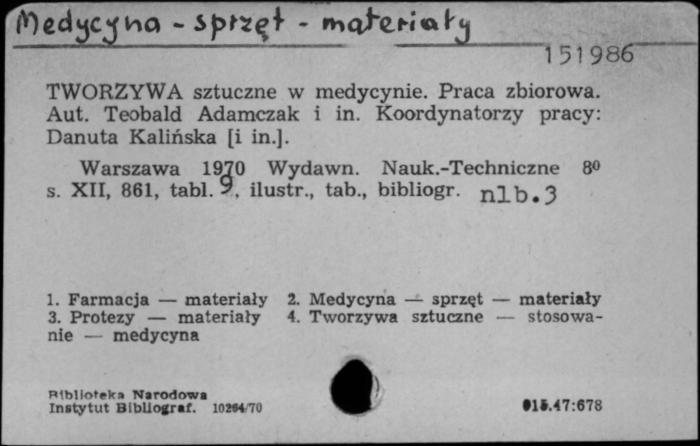 Medycyna - sprzęt - materiały
151986
TWORZYWA sztuczne w medycynie. Praca zbiorowa.
Aut. Teobald Adamczak i in. Koordynatorzy pracy:
Danuta Kalińska [i in.].
Warszawa 1970 Wydawn. Nauk.-Techniczne 8⁰
s. XII, 861, tabl. 9, ilustr., tab., bibliogr. nlb.3
1. Farmacja — materiały 2. Medycyna — sprzęt — materiały
3. Protezy — materiały 4. Tworzywa sztuczne — stosowa-
nie — medycyna
Biblioteka Narodowa
Instytut Bibliograf. 10264/70
615.47:678